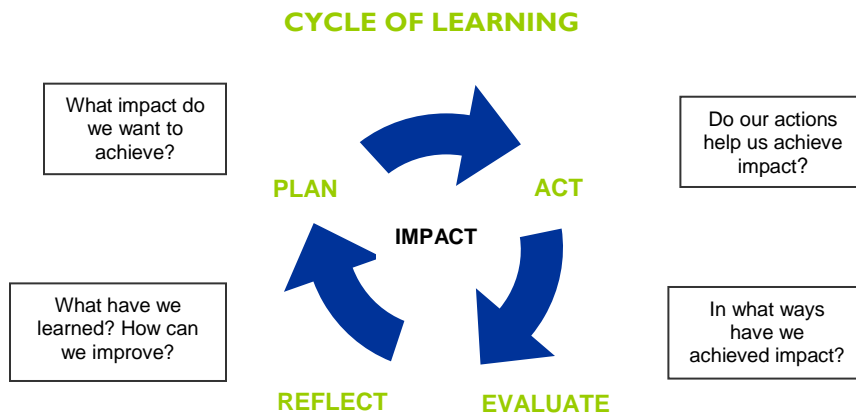 CYCLE OF LEARNING
What impact do
we want to
achieve?
Do our actions
help us achieve
impact?
PLAN
ACT
IMPACT
What have we
learned? How can
we improve?
In what ways
have we
achieved impact?
REFLECT
EVALUATE